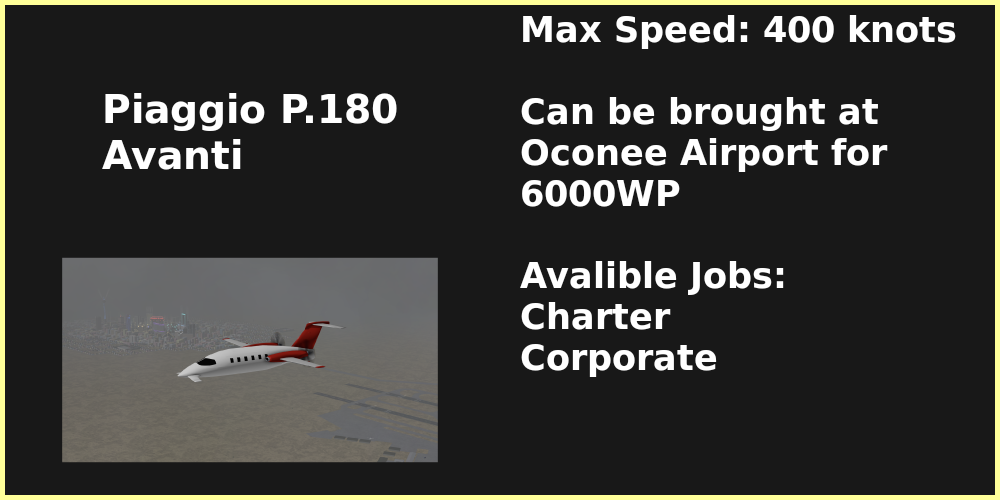 Piaggio P.180
Avanti
Max Speed: 400 knots
Can be brought at
Oconee Airport for
6000WP
Avalible Jobs:
Charter
Corporate